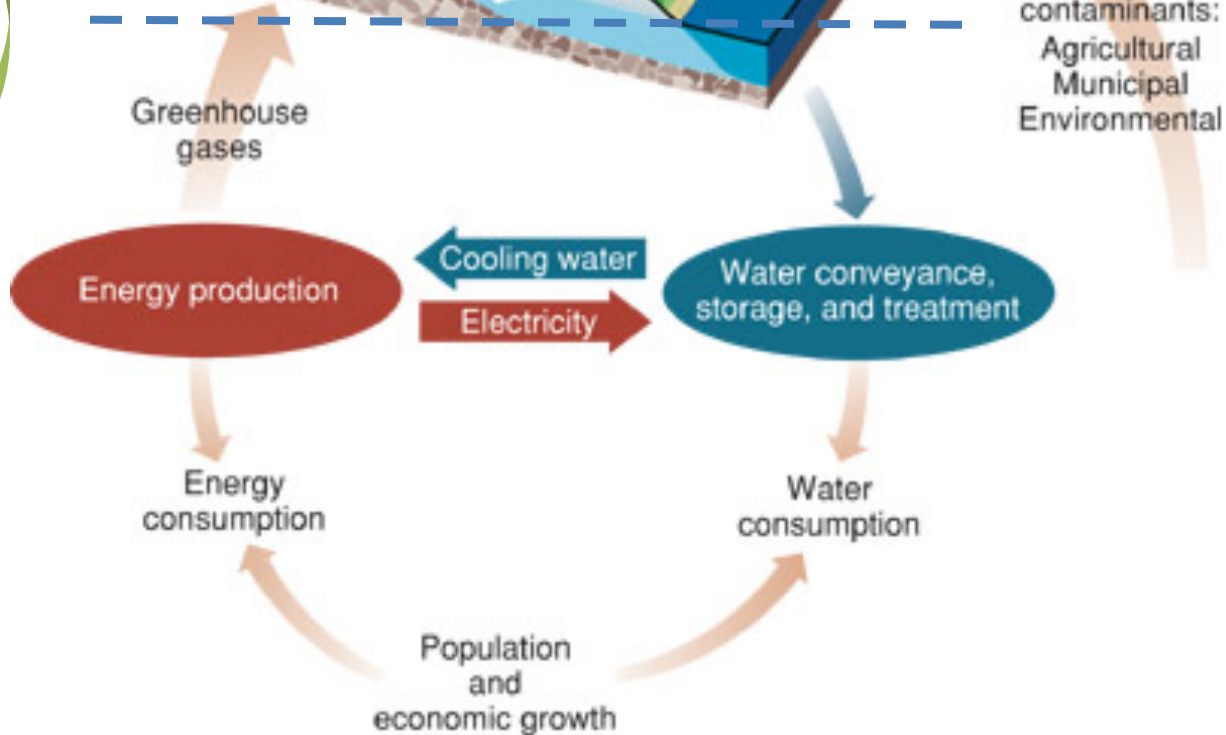 contaminants:
Agricultural
Municipal
Environmental
Greenhouse
gases
Energy production
Cooling water
Electricity
Water conveyance,
storage, and treatment
Energy
consumption
Water
consumption
Population
and
economic growth